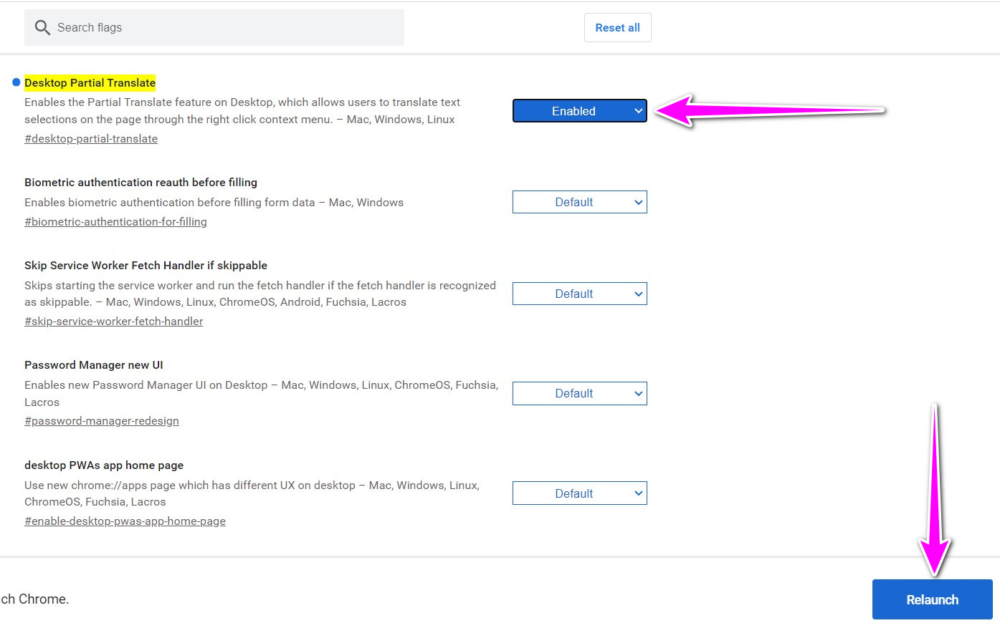 Search flags
Reset all
Desktop Partial Translate
Enables the Partial Translate feature on Desktop, which allows users to translate text
selections on the page through the right click context menu. – Mac, Windows, Linux
#desktop-partial-translate
Enabled
Biometric authentication reauth before filling
Enables biometric authentication before filling form data – Mac, Windows
#biometric-authentication-for-filling
Default
Skip Service Worker Fetch Handler if skippable
Skips starting the service worker and run the fetch handler if the fetch handler is recognized
as skippable. – Mac, Windows, Linux, ChromeOS, Android, Fuchsia, Lacros
#skip-service-worker-fetch-handler
Default
Password Manager new UI
Enables new Password Manager UI on Desktop – Mac, Windows, Linux, ChromeOS, Fuchsia,
Lacros
#password-manager-redesign
Default
desktop PWAs app home page
Use new chrome://apps page which has different UX on desktop – Mac, Windows, Linux,
ChromeOS, Fuchsia, Lacros
#enable-desktop-pwas-app-home-page
Default
ch Chrome.
Relaunch